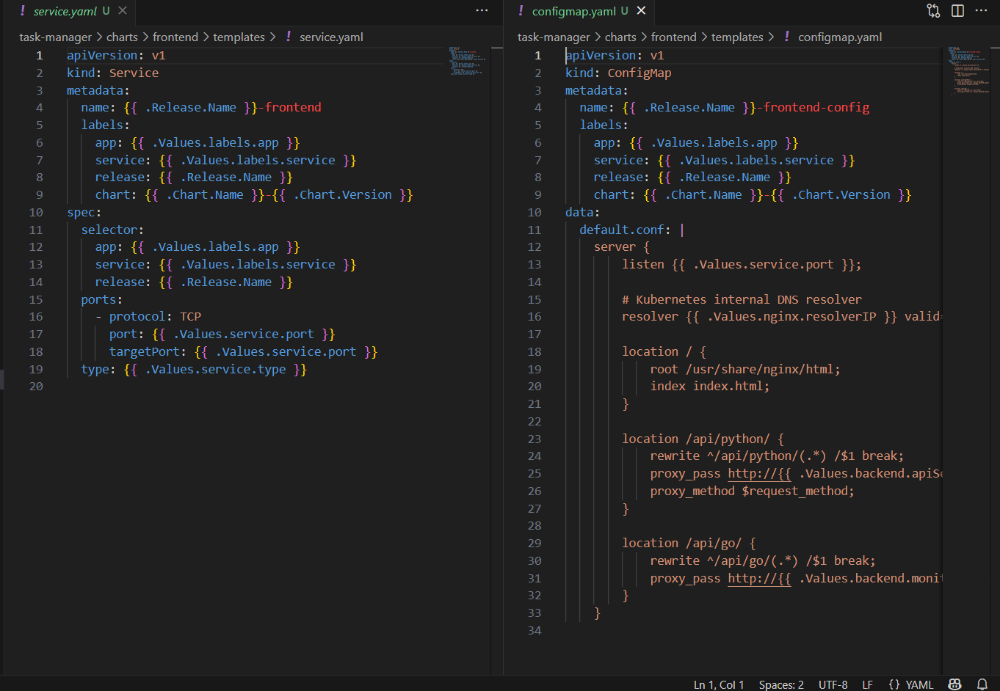 ! service.yaml U ×
task-manager > charts > frontend > templates > ! service.yaml
1 apiVersion: v1
2 kind: Service
3 metadata:
4 name: {{ .Release.Name }}-frontend
5 labels:
6 app: {{ .Values.labels.app }}
7 service: {{ .Values.labels.service }}
8 release: {{ .Release.Name }}
9 chart: {{ .Chart.Name }}-{{ .Chart.Version }}
10 spec:
11 selector:
12 app: {{ .Values.labels.app }}
13 service: {{ .Values.labels.service }}
14 release: {{ .Release.Name }}
15 ports:
16 - protocol: TCP
17 port: {{ .Values.service.port }}
18 targetPort: {{ .Values.service.port }}
19 type: {{ .Values.service.type }}
20
! configmap.yaml U ×
task-manager > charts > frontend > templates > ! configmap.yaml
1 apiVersion: v1
2 kind: ConfigMap
3 metadata:
4 name: {{ .Release.Name }}-frontend-config
5 labels:
6 app: {{ .Values.labels.app }}
7 service: {{ .Values.labels.service }}
8 release: {{ .Release.Name }}
9 chart: {{ .Chart.Name }}-{{ .Chart.Version }}
10 data:
11 default.conf: |
12 server {
13 listen {{ .Values.service.port }};
14
15 # Kubernetes internal DNS resolver
16 resolver {{ .Values.nginx.resolverIP }} valid=
17
18 location / {
19 root /usr/share/nginx/html;
20 index index.html;
21 }
22
23 location /api/python/ {
24 rewrite ^/api/python/(.*) /$1 break;
25 proxy_pass http://{{ .Values.backend.apiSe
26 proxy_method $request_method;
27 }
28
29 location /api/go/ {
30 rewrite ^/api/go/(.*) /$1 break;
31 proxy_pass http://{{ .Values.backend.monit
32 }
33 }
34
Ln 1, Col 1 Spaces: 2 UTF-8 LF {} YAML